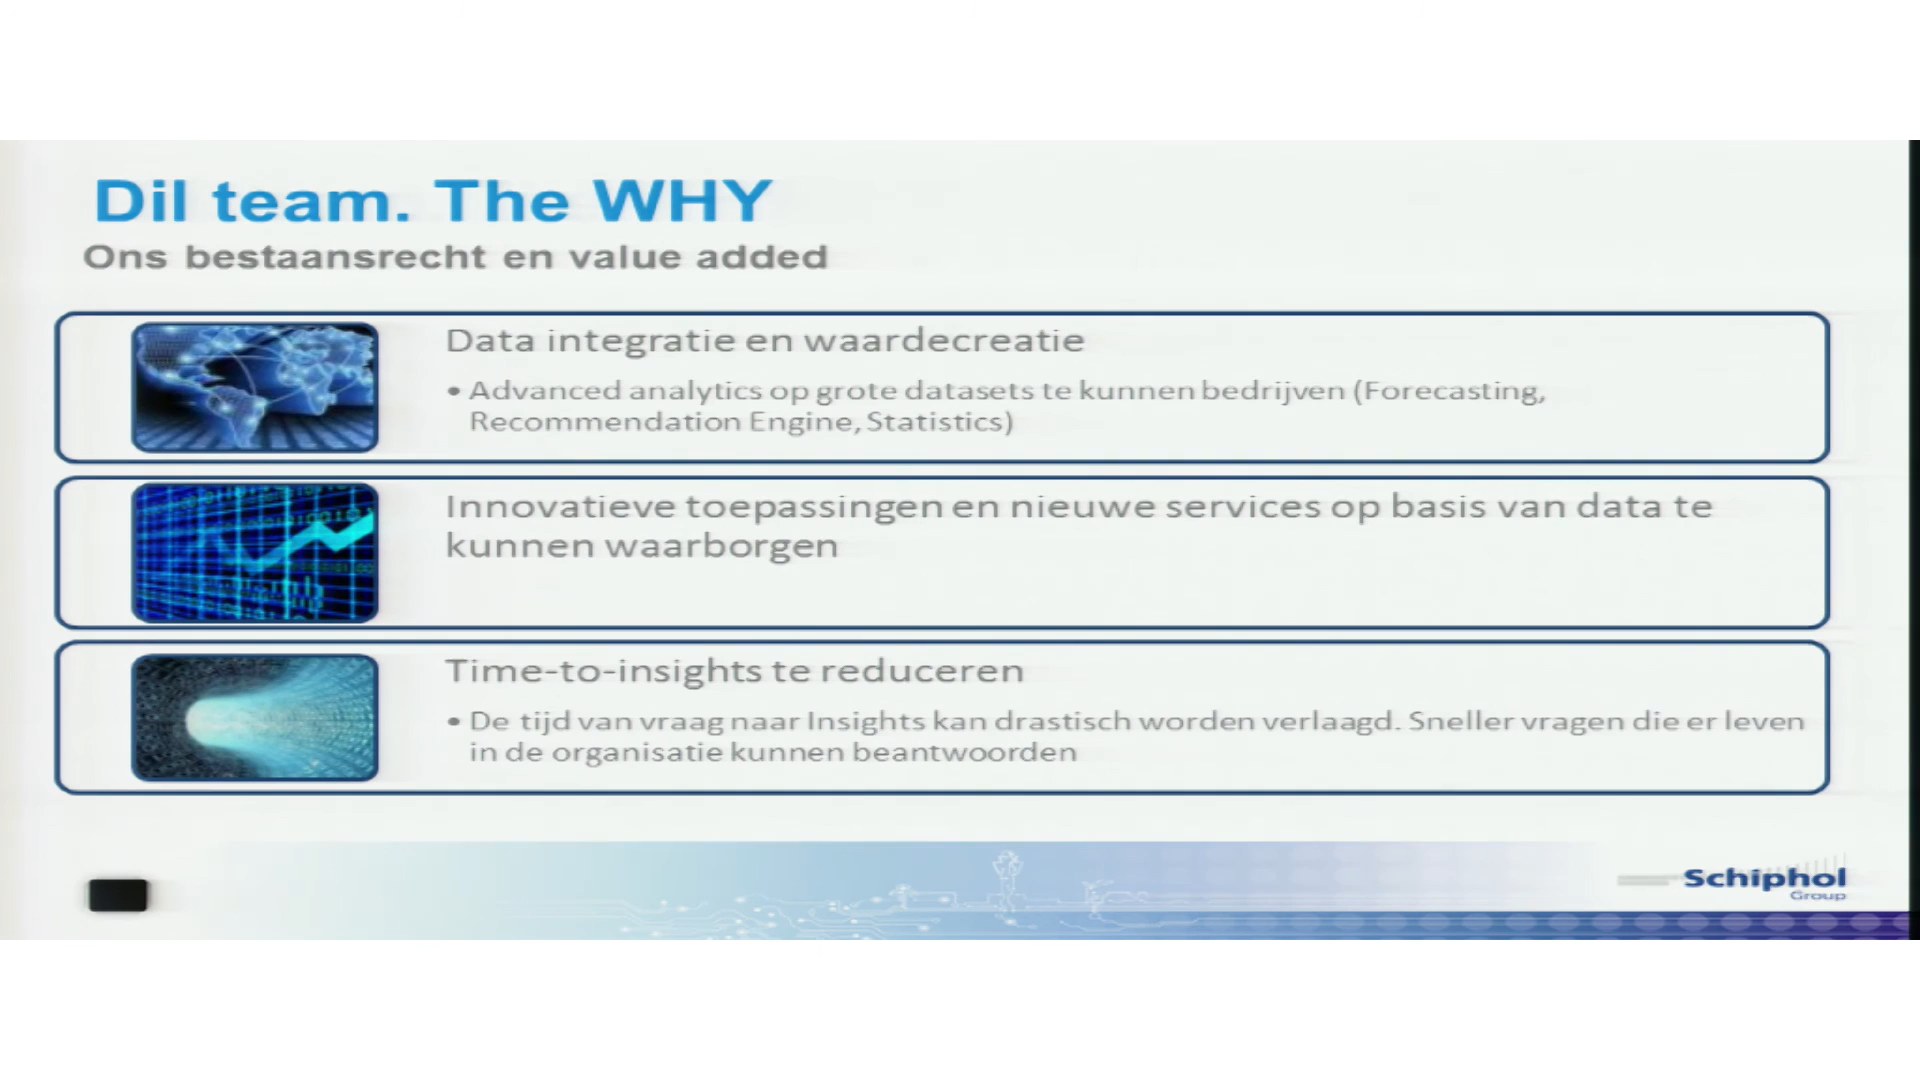 Dil team. The WHY
Ons bestaansrecht en value added
Data integratie en waardecreatie
• Advanced analytics op grote datasets te kunnen bedrijven (Forecasting,
Recommendation Engine, Statistics)
Innovatieve toepassingen en nieuwe services op basis van data te
kunnen waarborgen
Time-to-insights te reduceren
• De tijd van vraag naar Insights kan drastisch worden verlaagd. Sneller vragen die er leven
in de organisatie kunnen beantwoorden
Schiphol
Group